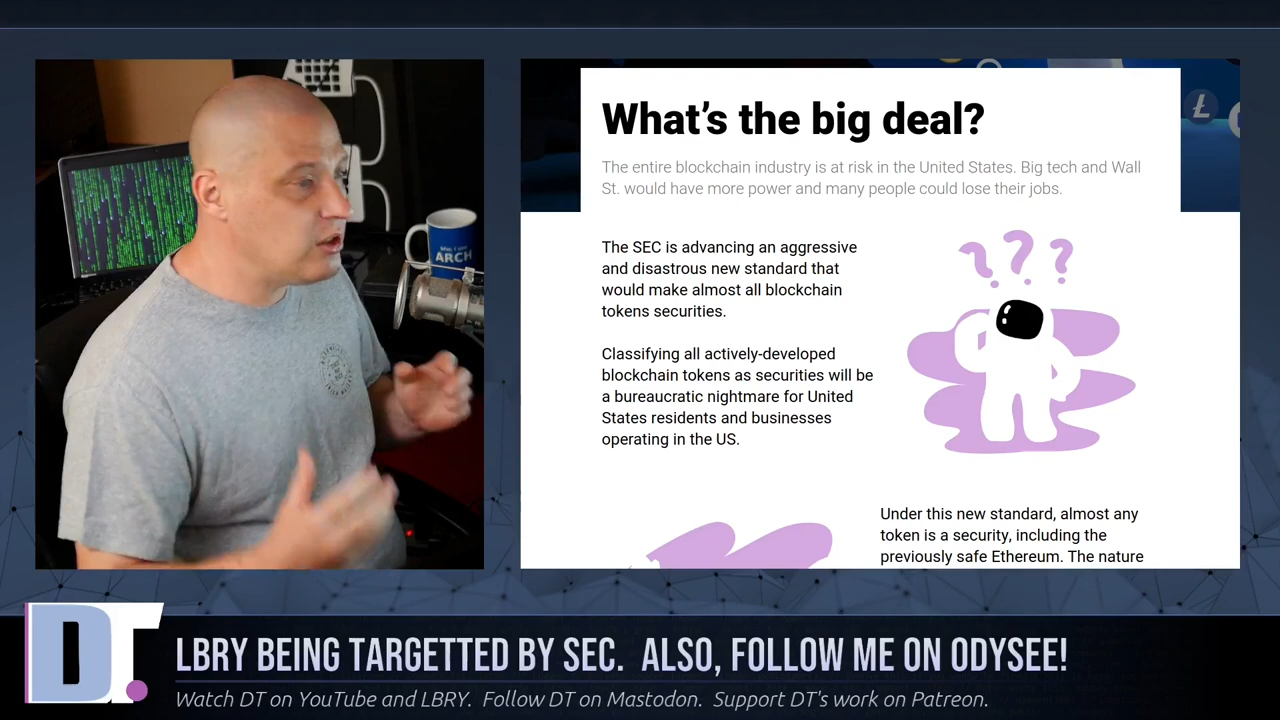 ARCH
What's the big deal?
The entire blockchain industry is at risk in the United States. Big tech and Wall
St. would have more power and many people could lose their jobs.
The SEC is advancing an aggressive
and disastrous new standard that
would make almost all blockchain
tokens securities.
Classifying all actively-developed
blockchain tokens as securities will be
a bureaucratic nightmare for United
States residents and businesses
operating in the US.
Under this new standard, almost any
token is a security, including the
previously safe Ethereum. The nature
DT.
LBRY BEING TARGETTED BY SEC.  ALSO, FOLLOW ME ON ODYSEE!
Watch DT on YouTube and LBRY.  Follow DT on Mastodon.  Support DT's work on Patreon.